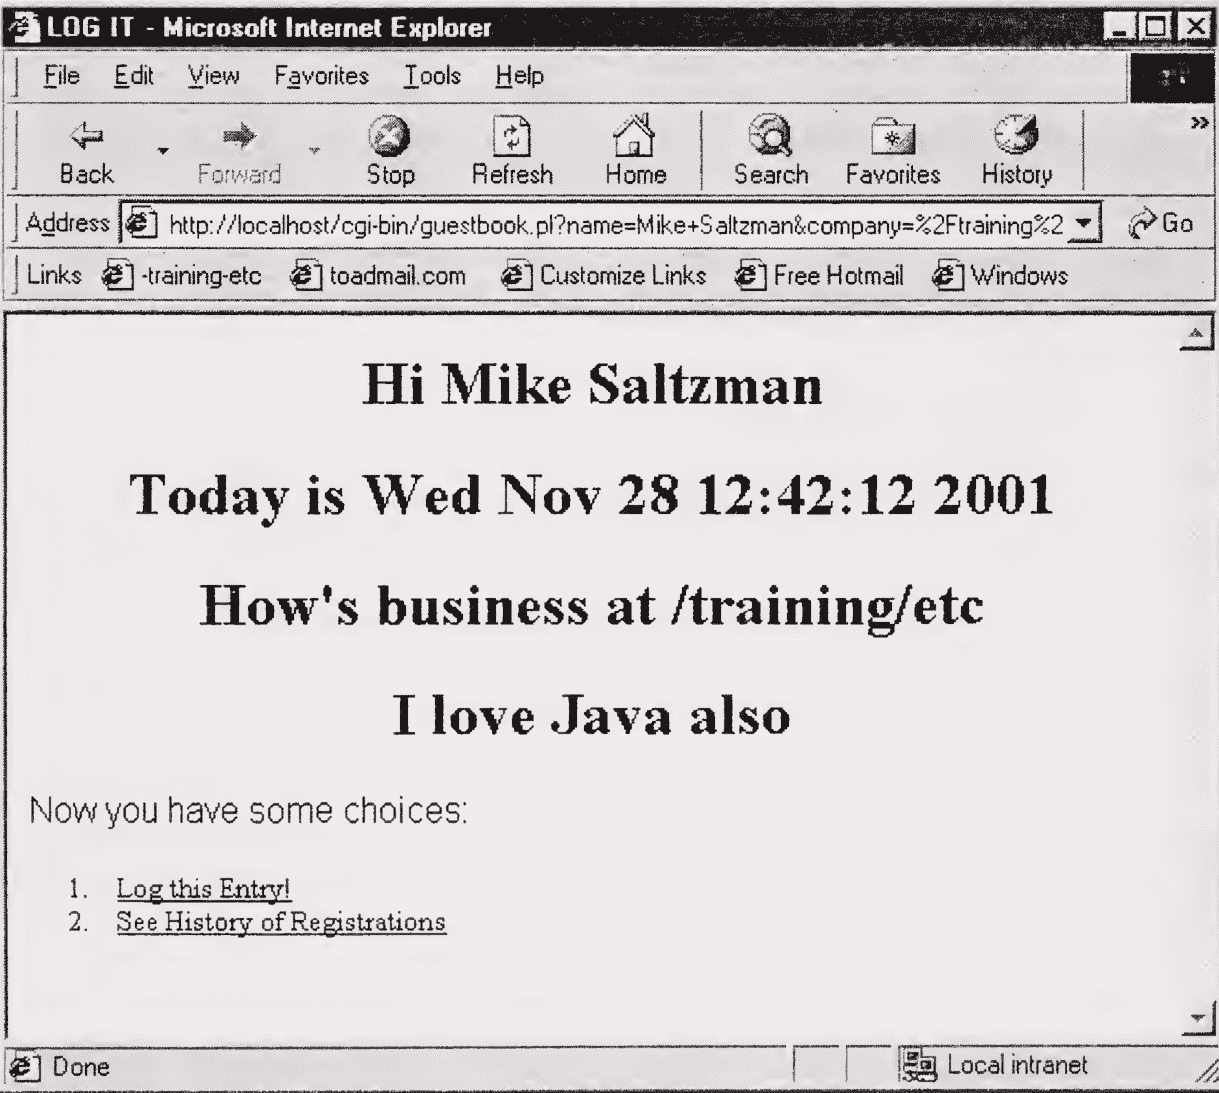 LOG IT - Microsoft Internet Explorer
File Edit View Favorites Tools Help
Back Forward Stop Refresh Home Search Favorites History »
Address http://localhost/cgi-bin/guestbook.pl?name=Mike+Saltzman&company=%2Ftraining%2 Go
Links -training-etc toadmail.com Customize Links Free Hotmail Windows
Hi Mike Saltzman
Today is Wed Nov 28 12:42:12 2001
How's business at /training/etc
I love Java also
Now you have some choices:
1. Log this Entry!
2. See History of Registrations
Done Local intranet